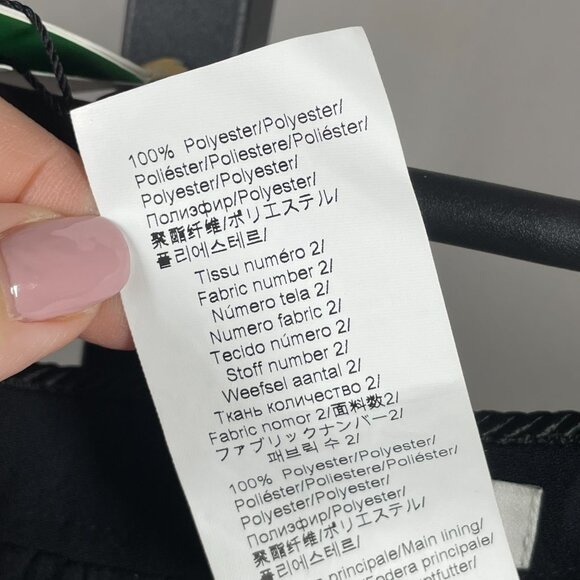 100% Polyester/Polyester/
Poliéster/Poliestere/Poliéster/
Polyester/Polyester/
Полиэфир/Polyester/
聚酯纤维/ポリエステル/
폴리에스테르/
Tissu numéro 2/
Fabric number 2/
Número tela 2/
Numero fabric 2/
Tecido número 2/
Stoff number 2/
Weefsel aantal 2/
Ткань количество 2/
Fabric nomor 2/面料数2/
ファブリックナンバー2/
패브릭 수 2/
100% Polyester/Polyester/
Poliéster/Poliestere/Poliéster/
Polyester/Polyester/
Полиэфир/Polyester/
聚酯纤维/ポリエステル/
폴리에스테르/
principale/Main lining/
odera principale/
tfutter/